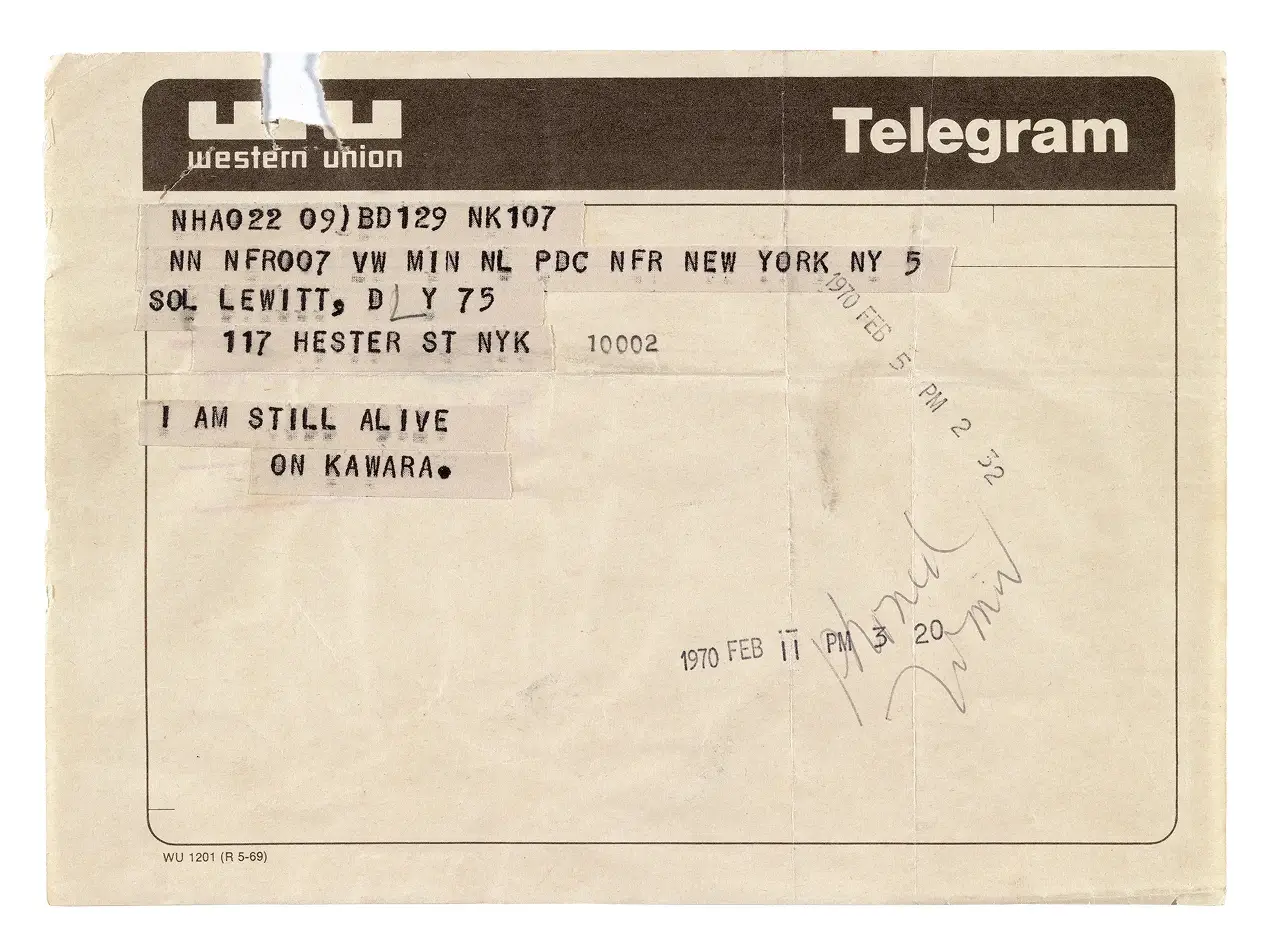 western union
Telegram
NHA022 09)BD129 NK107
NN NFR007 VW MIN NL PDC NFR NEW YORK NY 5
SOL LEWITT, DLY 75
117 HESTER ST NYK 10002
I AM STILL ALIVE
ON KAWARA.
1970 FEB 5 PM 2 32
phoned
1970 FEB 11 PM 3 20
WU 1201 (R 5-69)